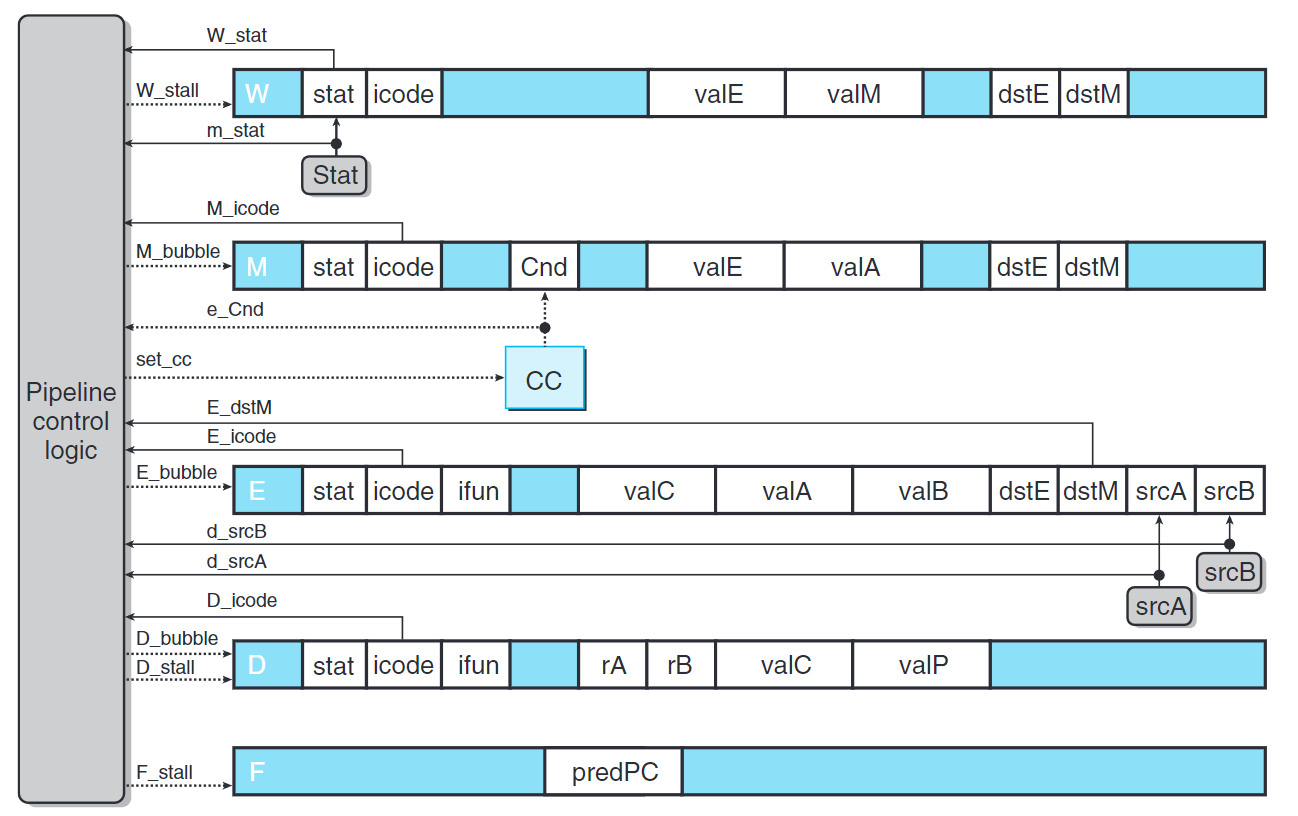 W_stat
W_stall
W stat icode valE valM dstE dstM
m_stat
Stat
M_icode
M_bubble
M stat icode Cnd valE valA dstE dstM
e_Cnd
set_cc
CC
Pipeline
control
logic
E_dstM
E_icode
E_bubble
E stat icode ifun valC valA valB dstE dstM srcA srcB
d_srcB
d_srcA
srcB
srcA
D_icode
D_bubble
D_stall
D stat icode ifun rA rB valC valP
F_stall
F predPC